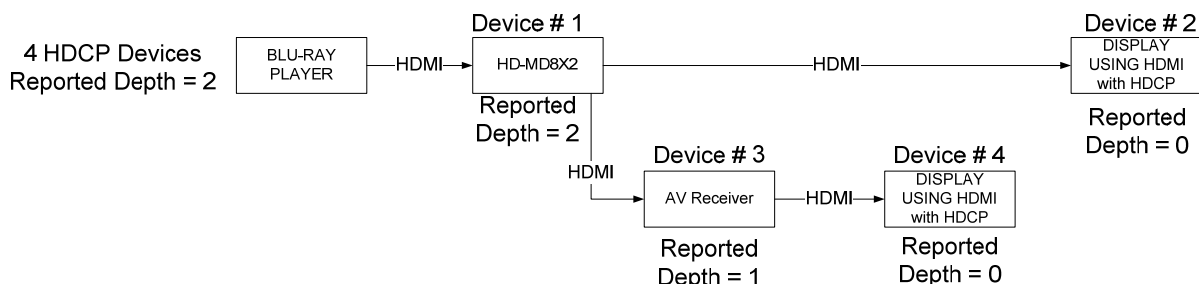 4 HDCP Devices
Reported Depth = 2
BLU-RAY
PLAYER
HDMI
Device # 1
HD-MD8X2
Reported
Depth = 2
HDMI
Device # 2
DISPLAY
USING HDMI
with HDCP
Reported
Depth = 0
HDMI
Device # 3
AV Receiver
Reported
Depth = 1
HDMI
Device # 4
DISPLAY
USING HDMI
with HDCP
Reported
Depth = 0